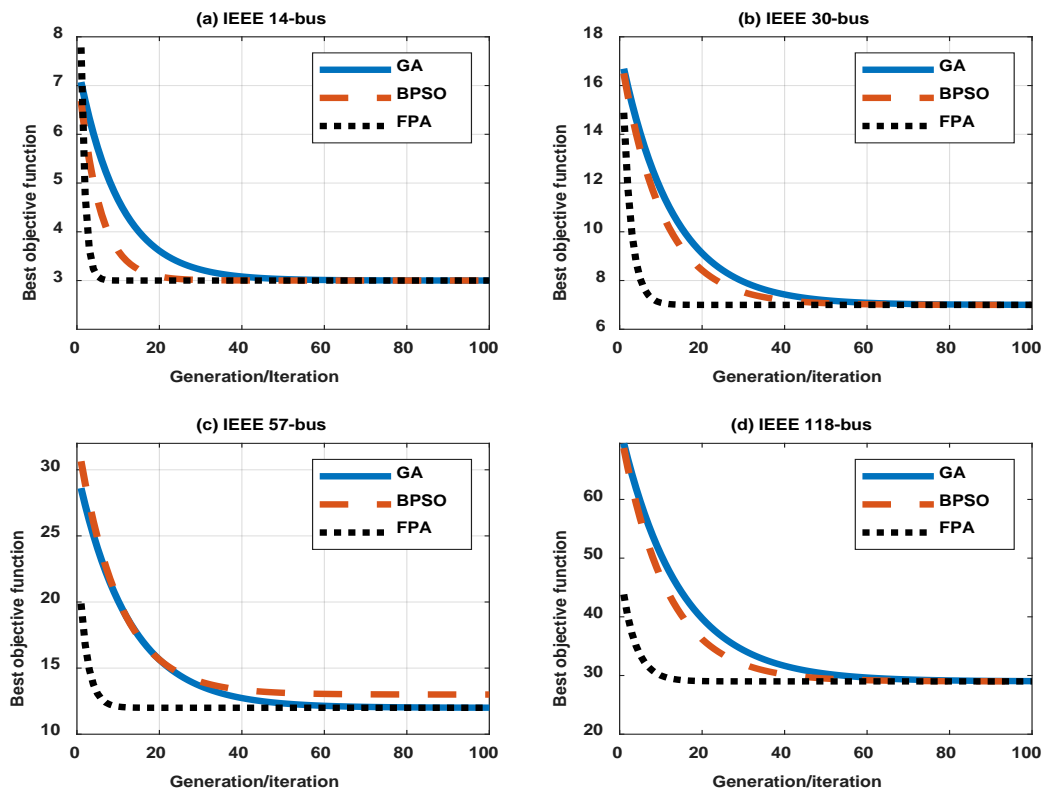 (a) IEEE 14-bus
8
7
6
5
4
3
Best objective function
0 20 40 60 80 100
Generation/Iteration
GA
BPSO
FPA
(b) IEEE 30-bus
18
16
14
12
10
8
6
Best objective function
0 20 40 60 80 100
Generation/iteration
GA
BPSO
FPA
(c) IEEE 57-bus
30
25
20
15
10
Best objective function
0 20 40 60 80 100
Generation/iteration
GA
BPSO
FPA
(d) IEEE 118-bus
60
50
40
30
20
Best objective function
0 20 40 60 80 100
Generation/iteration
GA
BPSO
FPA